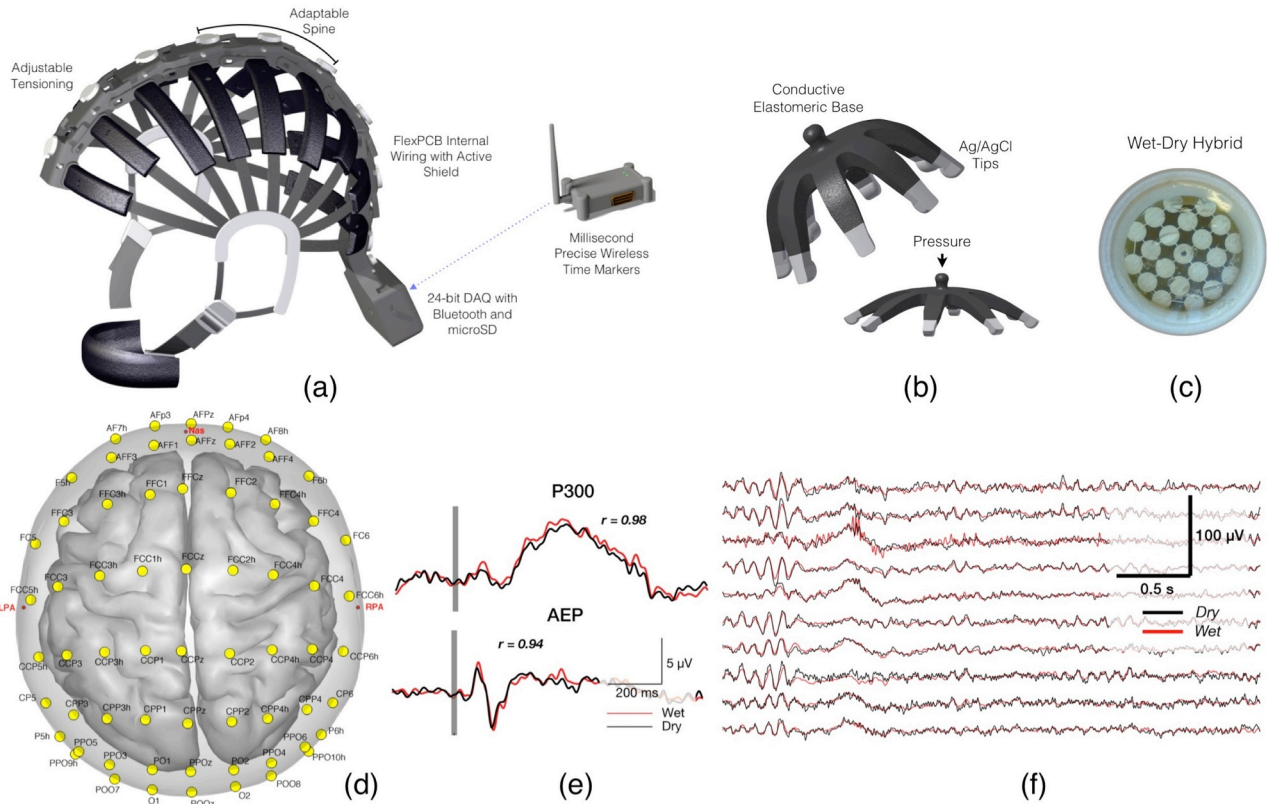 Adaptable
Spine
Adjustable
Tensioning
FlexPCB Internal
Wiring with Active
Shield
Millisecond
Precise Wireless
Time Markers
24-bit DAQ with
Bluetooth and
microSD
(a)
Conductive
Elastomeric Base
Ag/AgCl
Tips
Pressure
(b)
Wet-Dry Hybrid
(c)
AFp3 AFPz AFp4
AF7h Nas AF8h
AFF1 AFFz AFF2
AFF3 AFF4
F5h F6h
FFC1 FFCz FFC2
FFC3h FFC4h
FFC3 FFC4
FC5 FC6
FCC1h FCCz FCC2h
FCC3h FCC4h
FCC5h FCC3 FCC4 FCC6h
LPA RPA
CCP5h CCP3 CCP3h CCP1 CCPz CCP2 CCP4h CCP4 CCP6h
CP5 CPP3 CPP3h CPP1 CPPz CPP2 CPP4h CPP4 CP6
P5h PPO5 PPO6 P6h
PPO9h PPO3 PO1 PPOz PO2 PPO4 PPO10h
POO7 POO8
O1 POOz O2
(d)
P300
r = 0.98
AEP
r = 0.94
5 µV
200 ms
Wet
Dry
(e)
100 µV
0.5 s
Dry
Wet
(f)